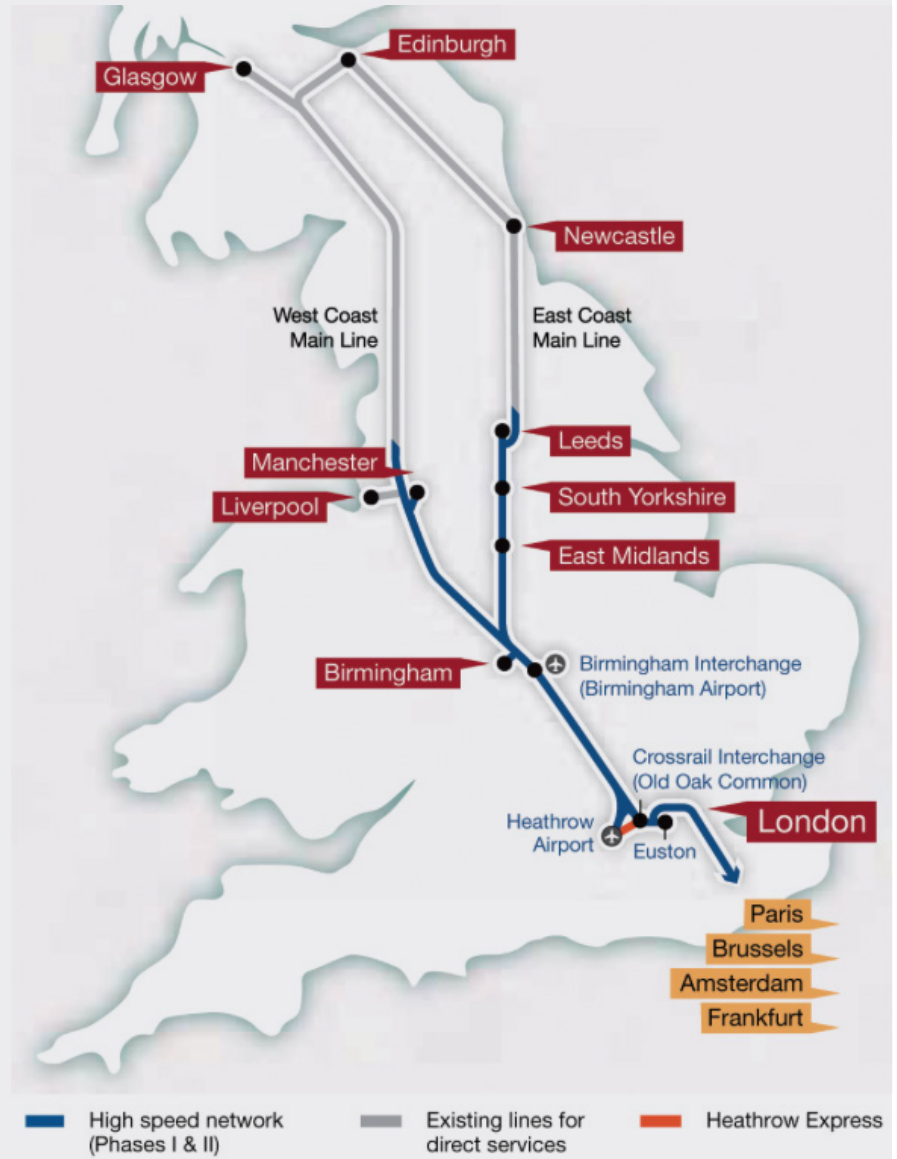 Edinburgh
Glasgow
Newcastle
West Coast
Main Line
East Coast
Main Line
Leeds
Manchester
Liverpool
South Yorkshire
East Midlands
Birmingham
Birmingham Interchange
(Birmingham Airport)
Crossrail Interchange
(Old Oak Common)
London
Heathrow
Airport
Euston
Paris
Brussels
Amsterdam
Frankfurt
High speed network
(Phases I & II)
Existing lines for
direct services
Heathrow Express